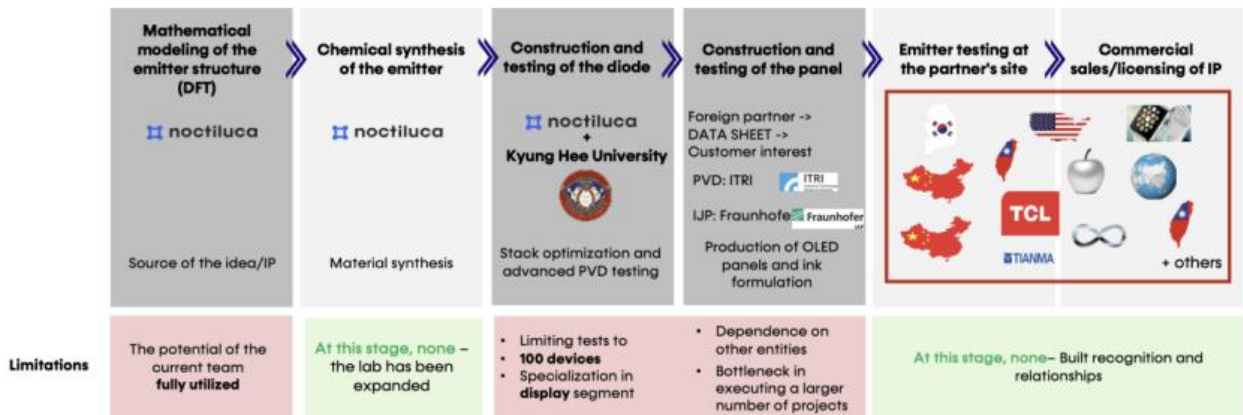 Mathematical
modeling of the
emitter structure
(DFT)
noctiluca
Source of the idea/IP
Chemical synthesis
of the emitter
noctiluca
Material synthesis
Construction and
testing of the diode
noctiluca
+
Kyung Hee University
Stack optimization and
advanced PVD testing
Construction and
testing of the panel
Foreign partner ->
DATA SHEET ->
Customer interest
PVD: ITRI
ITRI
IJP: Fraunhofe
Fraunhofer
Production of OLED
panels and ink
formulation
Emitter testing at
the partner's site
Commercial
sales/licensing of IP
TCL
TIANMA
+ others
Limitations
The potential of the
current team
fully utilized
At this stage, none –
the lab has been
expanded
• Limiting tests to
• 100 devices
• Specialization in
display segment
• Dependence on
other entities
• Bottleneck in
executing a larger
number of projects
At this stage, none– Built recognition and
relationships